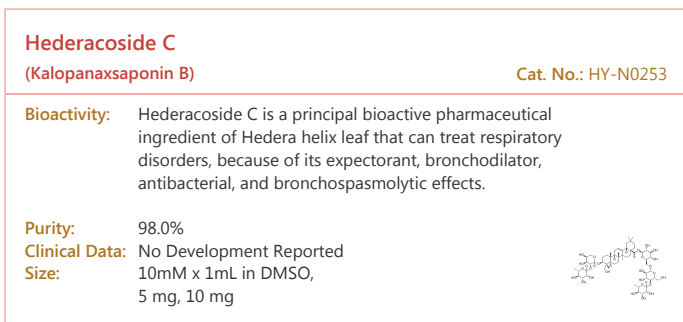 Hederacoside C
(Kalopanaxsaponin B) Cat. No.: HY-N0253
Bioactivity: Hederacoside C is a principal bioactive pharmaceutical
ingredient of Hedera helix leaf that can treat respiratory
disorders, because of its expectorant, bronchodilator,
antibacterial, and bronchospasmolytic effects.
Purity: 98.0%
Clinical Data: No Development Reported
Size: 10mM x 1mL in DMSO,
5 mg, 10 mg